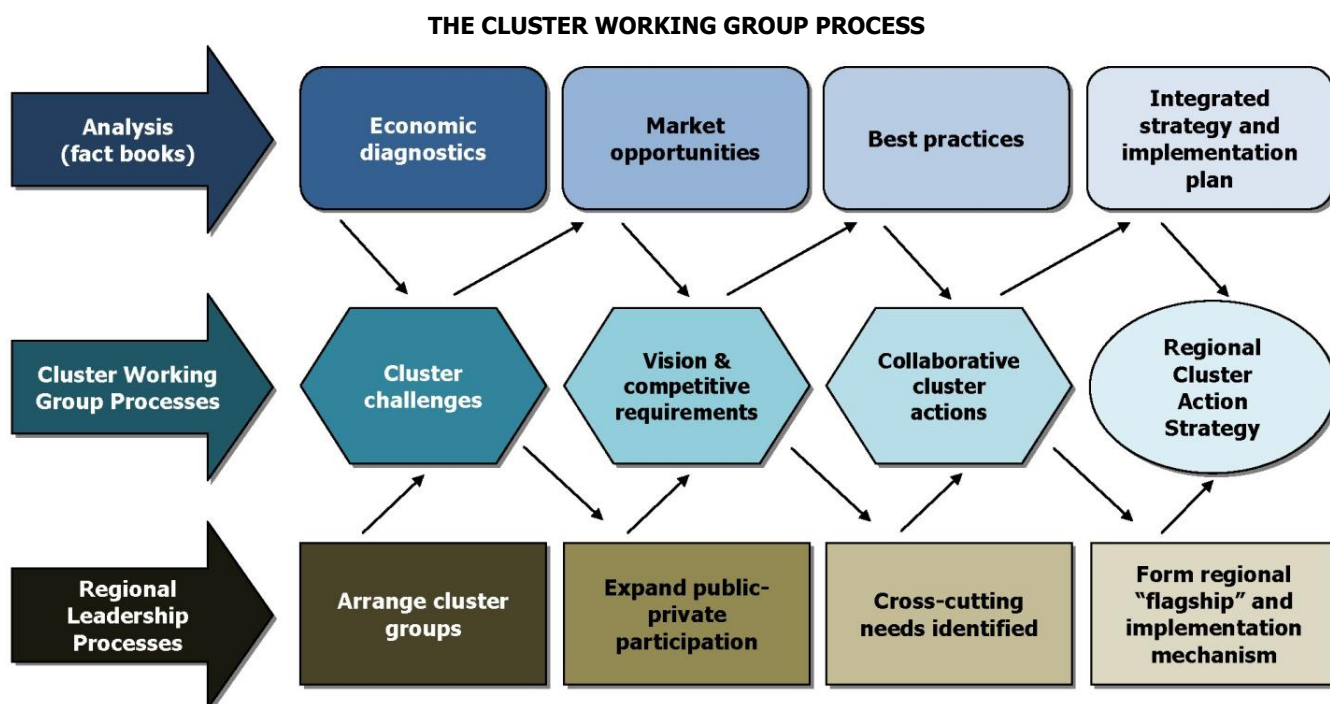 THE CLUSTER WORKING GROUP PROCESS
Analysis
(fact books)
Economic
diagnostics
Market
opportunities
Best practices
Integrated
strategy and
implementation
plan
Cluster Working
Group Processes
Cluster
challenges
Vision &
competitive
requirements
Collaborative
cluster
actions
Regional
Cluster
Action
Strategy
Regional
Leadership
Processes
Arrange cluster
groups
Expand public-
private
participation
Cross-cutting
needs identified
Form regional
“flagship” and
implementation
mechanism